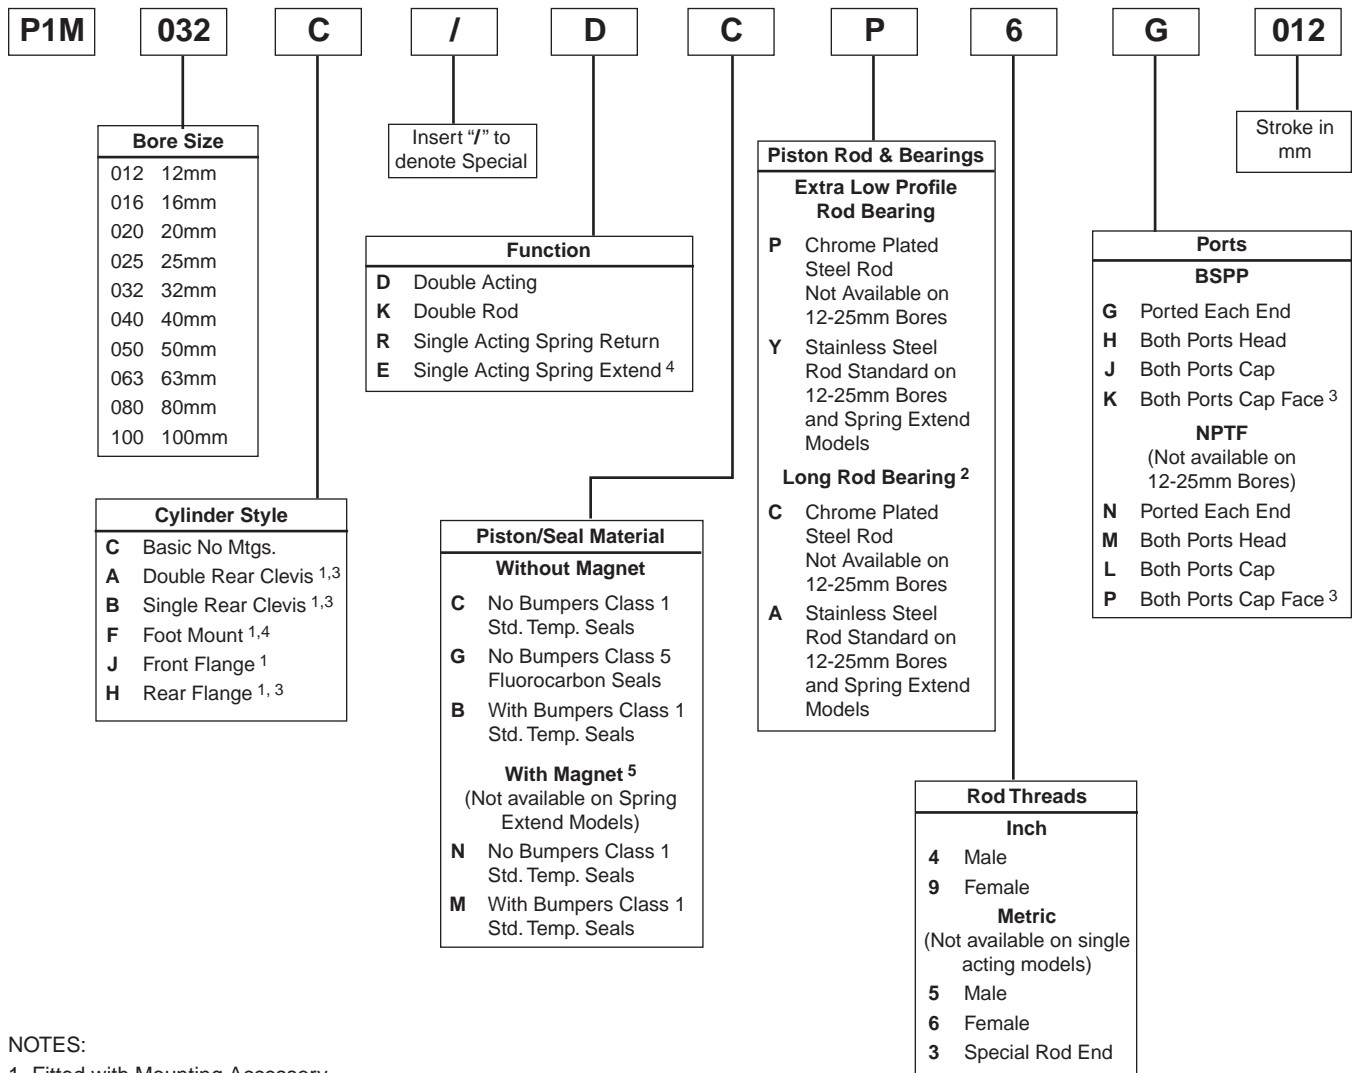 P1M 032 C / D C P 6 G 012
Bore Size
012 12mm
016 16mm
020 20mm
025 25mm
032 32mm
040 40mm
050 50mm
063 63mm
080 80mm
100 100mm
Cylinder Style
C Basic No Mtgs.
A Double Rear Clevis 1,3
B Single Rear Clevis 1,3
F Foot Mount 1,4
J Front Flange 1
H Rear Flange 1, 3
Insert “/” to
denote Special
Function
D Double Acting
K Double Rod
R Single Acting Spring Return
E Single Acting Spring Extend 4
Piston/Seal Material
Without Magnet
C No Bumpers Class 1
Std. Temp. Seals
G No Bumpers Class 5
Fluorocarbon Seals
B With Bumpers Class 1
Std. Temp. Seals
With Magnet 5
(Not available on Spring
Extend Models)
N No Bumpers Class 1
Std. Temp. Seals
M With Bumpers Class 1
Std. Temp. Seals
Piston Rod & Bearings
Extra Low Profile
Rod Bearing
P Chrome Plated
Steel Rod
Not Available on
12-25mm Bores
Y Stainless Steel
Rod Standard on
12-25mm Bores
and Spring Extend
Models
Long Rod Bearing 2
C Chrome Plated
Steel Rod
Not Available on
12-25mm Bores
A Stainless Steel
Rod Standard on
12-25mm Bores
and Spring Extend
Models
Rod Threads
Inch
4 Male
9 Female
Metric
(Not available on single
acting models)
5 Male
6 Female
3 Special Rod End
Ports
BSPP
G Ported Each End
H Both Ports Head
J Both Ports Cap
K Both Ports Cap Face 3
NPTF
(Not available on
12-25mm Bores)
N Ported Each End
M Both Ports Head
L Both Ports Cap
P Both Ports Cap Face 3
Stroke in
mm
NOTES:
1 Fitted with Mounting Accessory